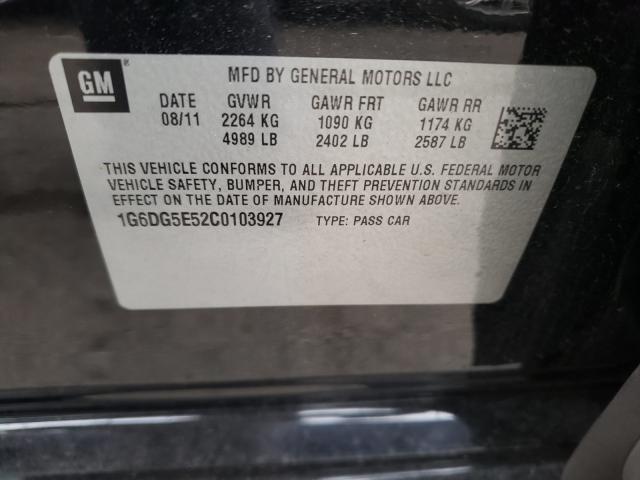 GM ®
MFD BY GENERAL MOTORS LLC
DATE GVWR GAWR FRT GAWR RR
08/11 2264 KG 1090 KG 1174 KG
4989 LB 2402 LB 2587 LB
THIS VEHICLE CONFORMS TO ALL APPLICABLE U.S. FEDERAL MOTOR
VEHICLE SAFETY, BUMPER, AND THEFT PREVENTION STANDARDS IN
EFFECT ON THE DATE OF MANUFACTURE SHOWN ABOVE.
1G6DG5E52C0103927 TYPE: PASS CAR